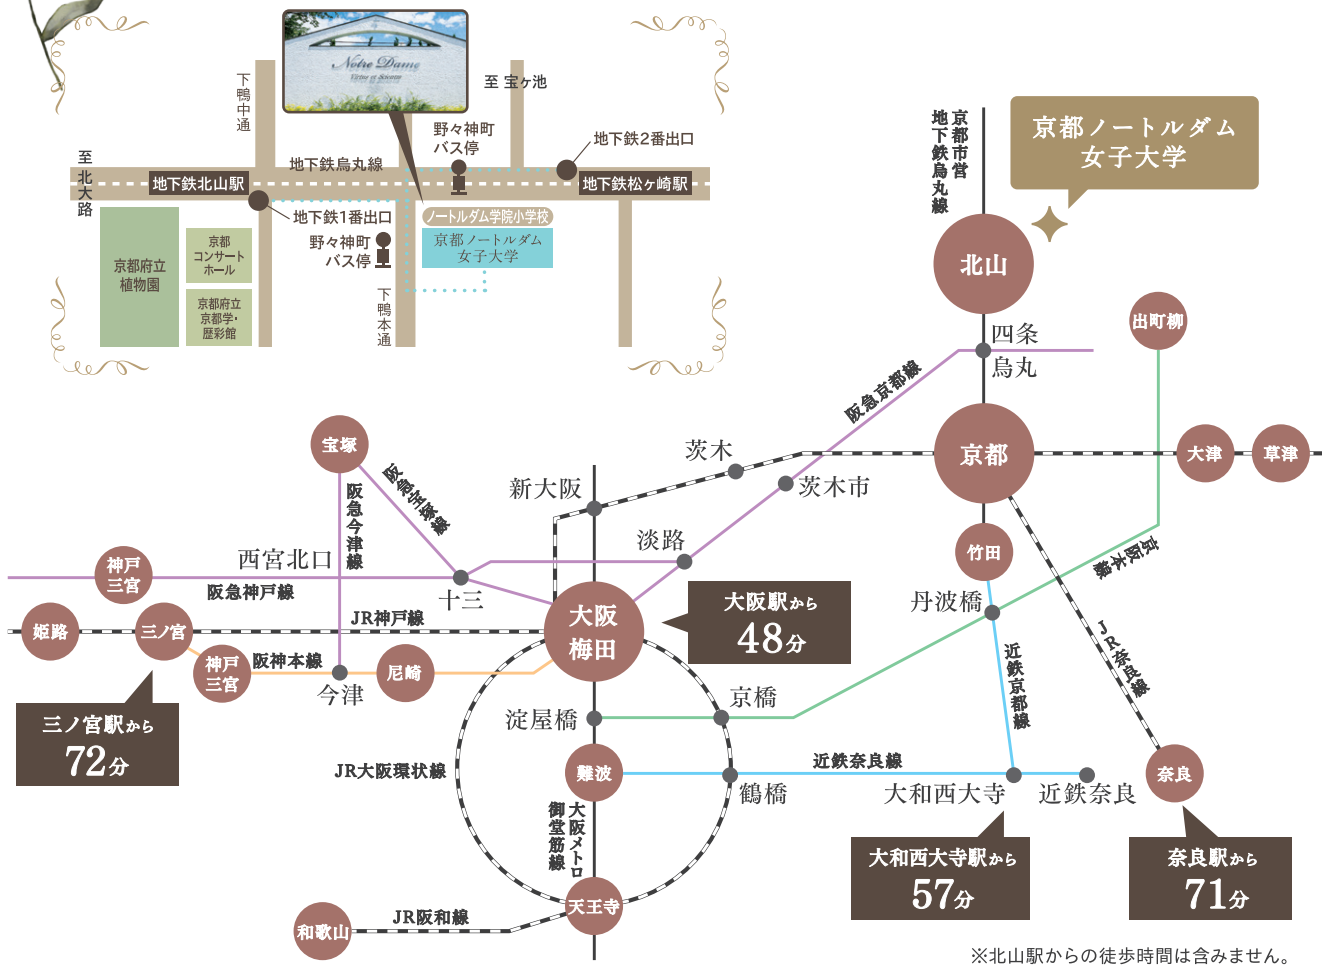 Notre Dame
Virtus et Scientia
下鴨中通
至 宝ヶ池
野々神町
バス停
地下鉄2番出口
地下鉄烏丸線
至 北大路
地下鉄北山駅
地下鉄松ヶ崎駅
地下鉄1番出口
ノートルダム学院小学校
京都ノートルダム
女子大学
野々神町
バス停
京都府立
植物園
京都
コンサート
ホール
京都府立
京都学・
歴彩館
下鴨本通
京都市営
地下鉄烏丸線
京都ノートルダム
女子大学
北山
四条
烏丸
出町柳
阪急京都線
京都
大津
草津
茨木
茨木市
新大阪
宝塚
阪急宝塚線
阪急今津線
西宮北口
淡路
竹田
京阪本線
神戸
三宮
阪急神戸線
十三
丹波橋
大阪
梅田
大阪駅から
48分
姫路
三ノ宮
JR神戸線
神戸
三宮
阪神本線
今津
尼崎
近鉄京都線
JR奈良線
三ノ宮駅から
72分
淀屋橋
京橋
JR大阪環状線
難波
鶴橋
近鉄奈良線
大和西大寺
近鉄奈良
奈良
大阪メトロ
御堂筋線
大和西大寺駅から
57分
奈良駅から
71分
天王寺
JR阪和線
和歌山
※北山駅からの徒歩時間は含みません。